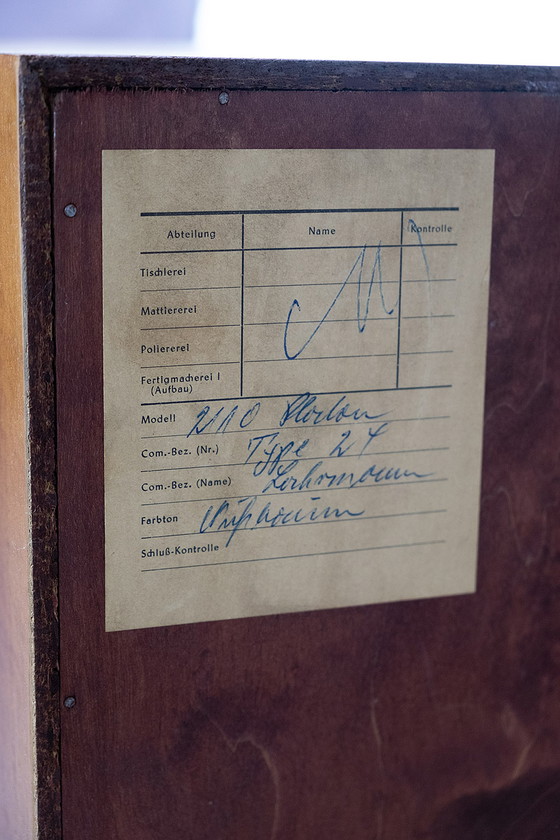 Abteilung Name Kontrolle
Tischlerei
Mattiererei
Poliererei
Fertigmacherei I
(Aufbau)
Modell 2110
Com.-Bez. (Nr.) Type 24
Com.-Bez. (Name)
Farbton Nußbaum
Schluß-Kontrolle